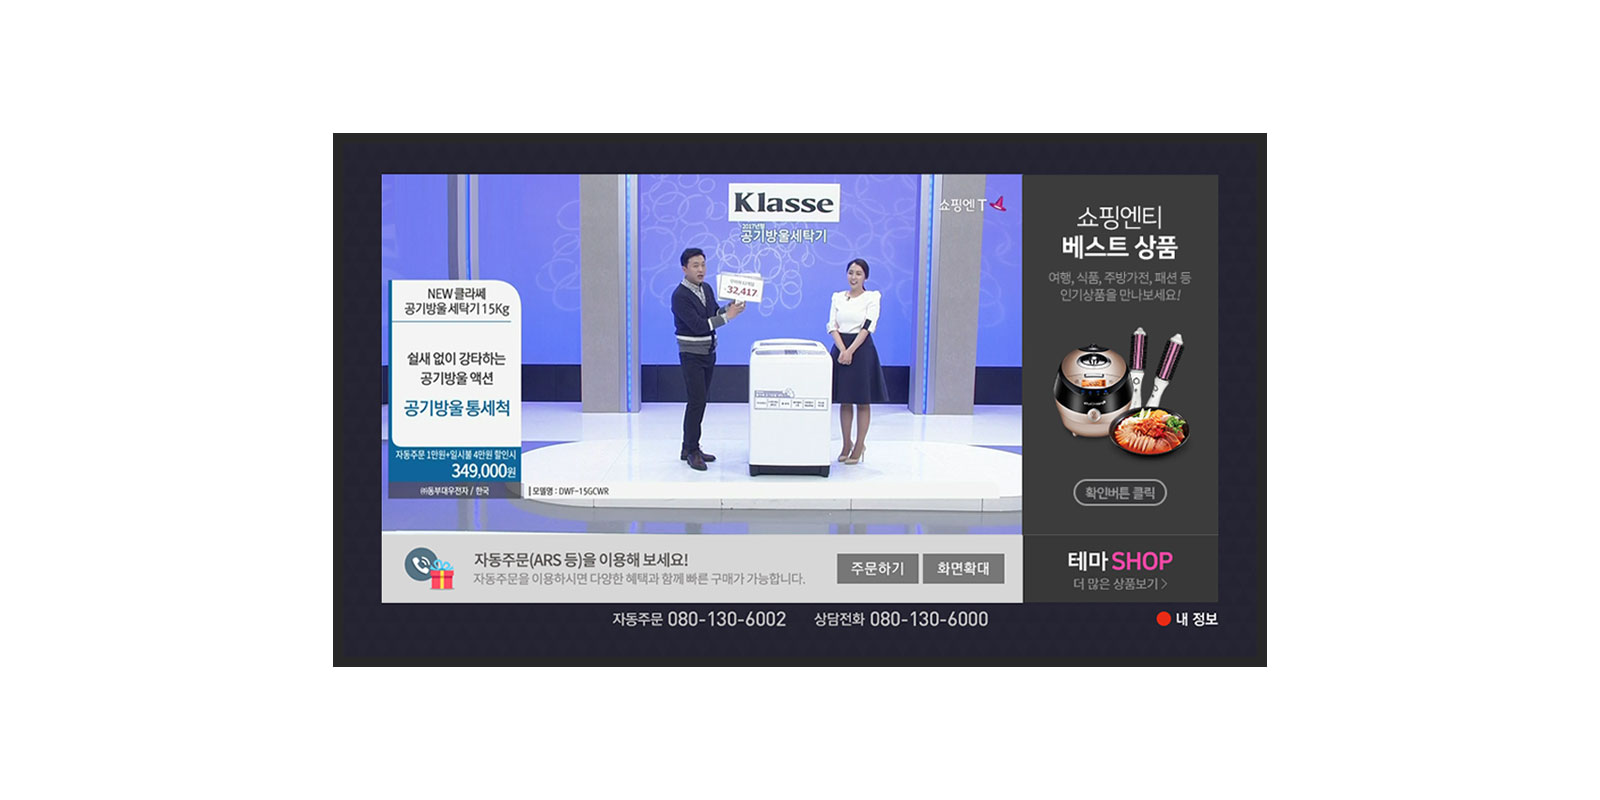 Klasse
2017년형
공기방울세탁기
쇼핑엔T
32,417
NEW 클라쎄
공기방울 세탁기 15Kg
쉴새 없이 강타하는
공기방울 액션
공기방울 통세척
자동주문 1만원+일시불 4만원 할인시
349,000원
㈜동부대우전자 / 한국
모델명 : DWF-15GCWR
쇼핑엔티
베스트 상품
여행, 식품, 주방가전, 패션 등
인기상품을 만나보세요!
확인버튼 클릭
자동주문(ARS 등)을 이용해 보세요!
자동주문을 이용하시면 다양한 혜택과 함께 빠른 구매가 가능합니다.
주문하기
화면확대
테마 SHOP
더 많은 상품보기 >
자동주문 080-130-6002 상담전화 080-130-6000
내 정보